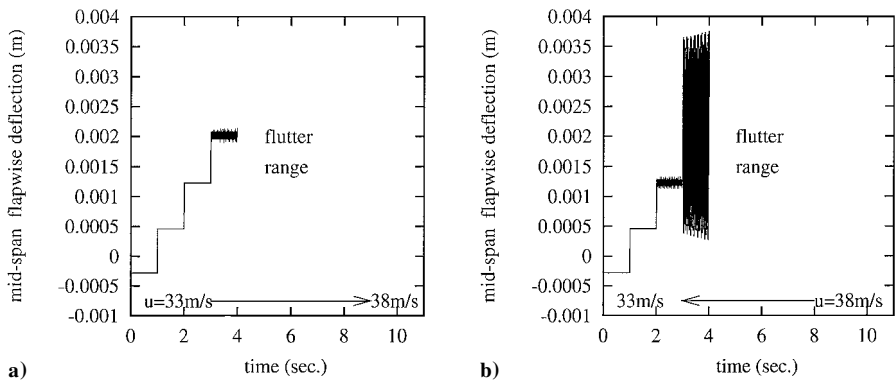 mid-span flapwise deflection (m)
0.004
0.0035
0.003
0.0025
0.002
0.0015
0.001
0.0005
0
-0.0005
-0.001
flutter
range
u=33m/s
38m/s
0 2 4 6 8 10
time (sec.)
a)
mid-span flapwise deflection (m)
0.004
0.0035
0.003
0.0025
0.002
0.0015
0.001
0.0005
0
-0.0005
-0.001
flutter
range
33m/s
u=38m/s
0 2 4 6 8 10
time (sec.)
b)